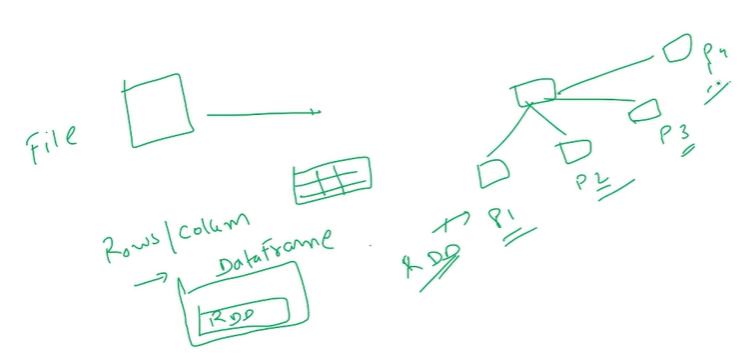 File
Rows/Colum
DataFrame
RDD
P1
P2
P3
P4
RDD